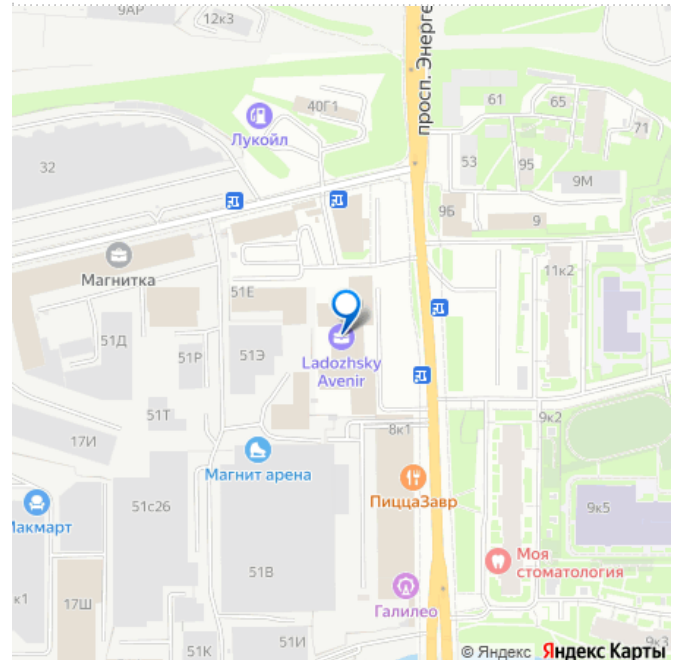 9АР
12к3
просп. Энерге
40Г1
Лукойл
61
65
71
32
53
95
9М
9Б
9
Магнитка
11к2
51Е
51Д
51Р
51Э
Ladozhsky
Avenir
51Т
8к1
9к2
17И
Магнит арена
Макмарт
51с26
ПиццаЗавр
9к5
51В
Моя
стоматология
к1
17Ш
Галилео
51К
51И
9к3
© Яндекс Яндекс Карты